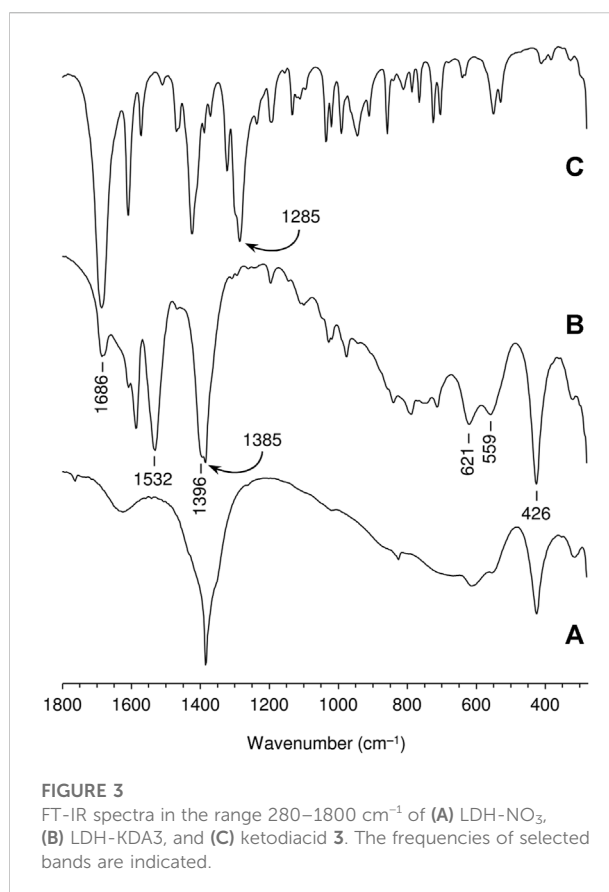 C
1285
B
1686
1532
1396
1385
621
559
426
A
1800 1600 1400 1200 1000 800 600 400
Wavenumber (cm⁻¹)
FIGURE 3
FT-IR spectra in the range 280–1800 cm⁻¹ of (A) LDH-NO₃,
(B) LDH-KDA3, and (C) ketodiacid 3. The frequencies of selected
bands are indicated.